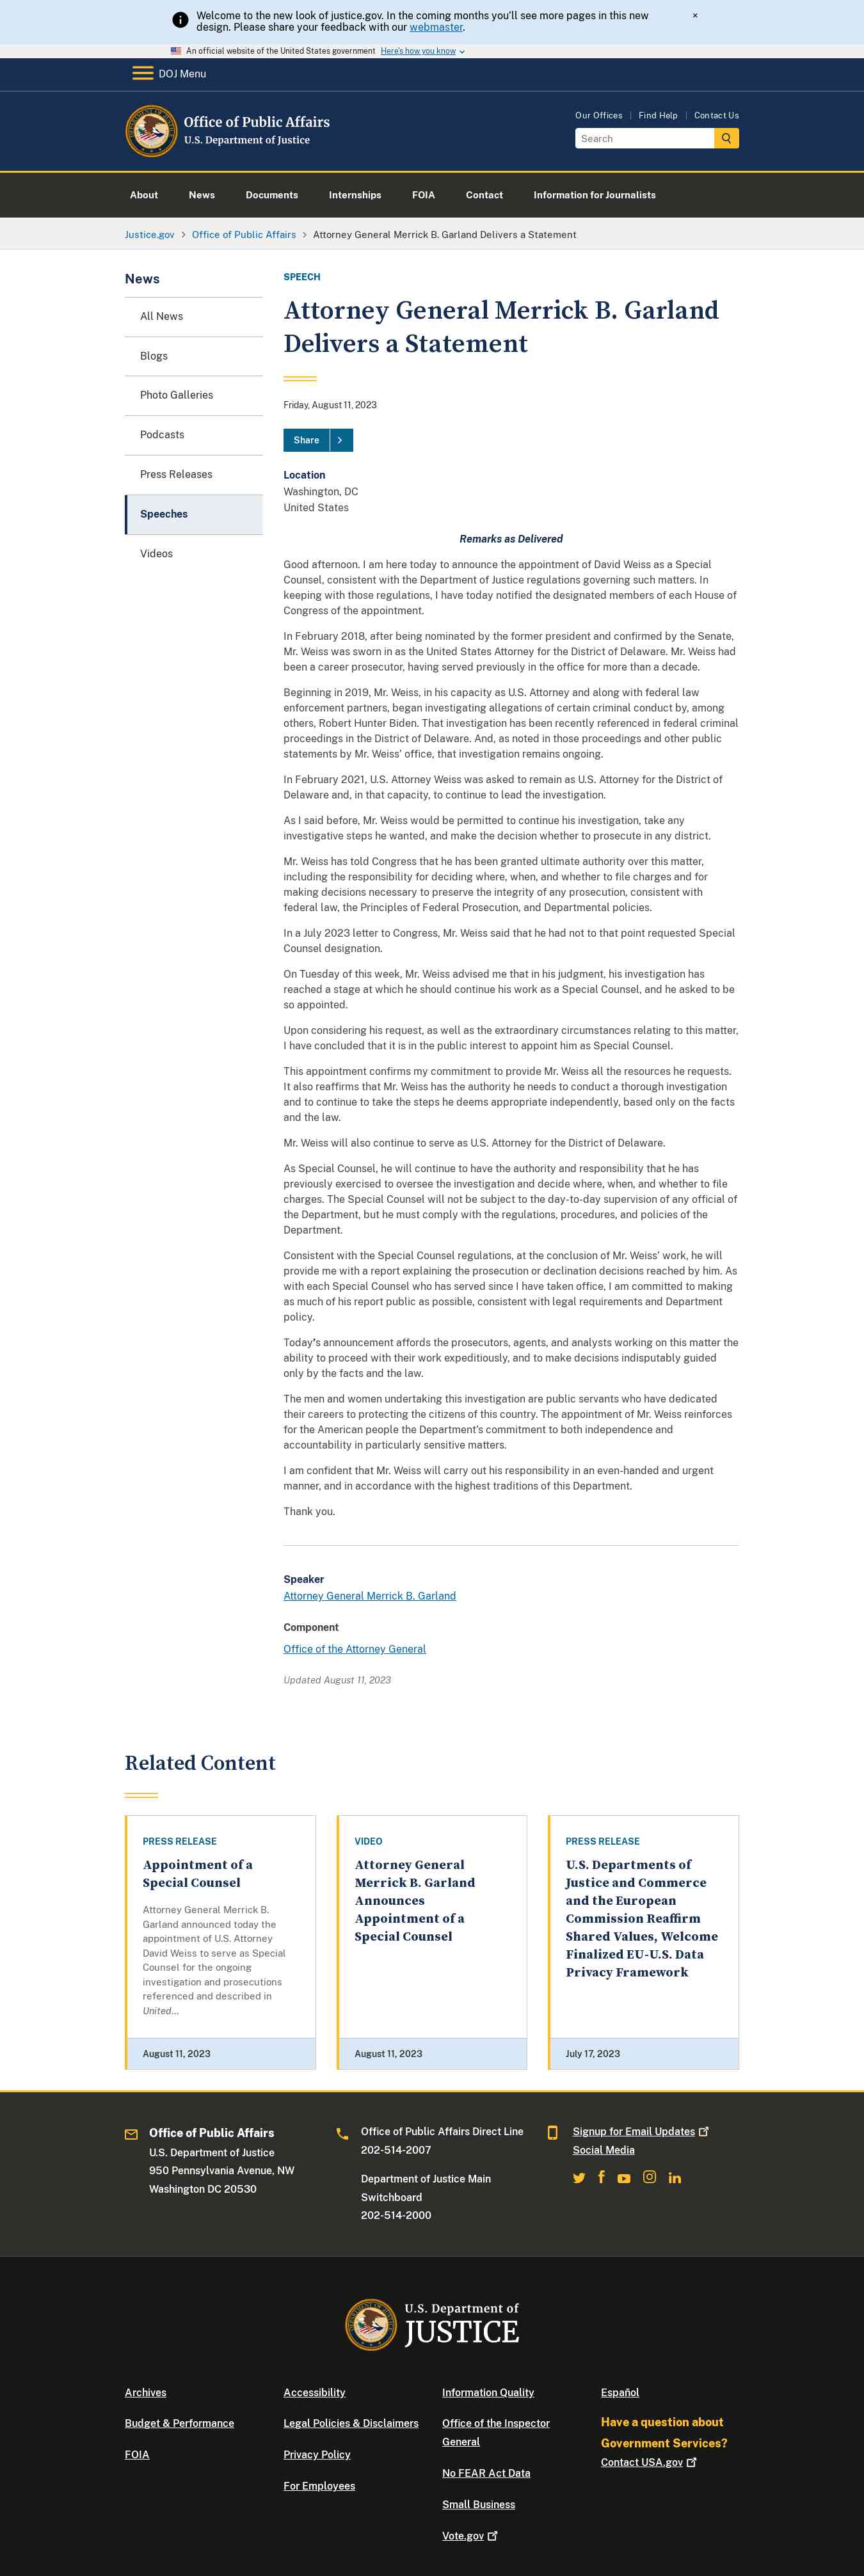 Welcome to the new look of justice.gov. In the coming months you'll see more pages in this new
design. Please share your feedback with our webmaster.
×
An official website of the United States government Here's how you know
DOJ Menu
Office of Public Affairs
U.S. Department of Justice
Our Offices | Find Help | Contact Us
Search
About News Documents Internships FOIA Contact Information for Journalists
Justice.gov > Office of Public Affairs > Attorney General Merrick B. Garland Delivers a Statement
News
All News
Blogs
Photo Galleries
Podcasts
Press Releases
Speeches
Videos
SPEECH
Attorney General Merrick B. Garland
Delivers a Statement
Friday, August 11, 2023
Share >
Location
Washington, DC
United States
Remarks as Delivered
Good afternoon. I am here today to announce the appointment of David Weiss as a Special
Counsel, consistent with the Department of Justice regulations governing such matters. In
keeping with those regulations, I have today notified the designated members of each House of
Congress of the appointment.
In February 2018, after being nominated by the former president and confirmed by the Senate,
Mr. Weiss was sworn in as the United States Attorney for the District of Delaware. Mr. Weiss had
been a career prosecutor, having served previously in the office for more than a decade.
Beginning in 2019, Mr. Weiss, in his capacity as U.S. Attorney and along with federal law
enforcement partners, began investigating allegations of certain criminal conduct by, among
others, Robert Hunter Biden. That investigation has been recently referenced in federal criminal
proceedings in the District of Delaware. And, as noted in those proceedings and other public
statements by Mr. Weiss' office, that investigation remains ongoing.
In February 2021, U.S. Attorney Weiss was asked to remain as U.S. Attorney for the District of
Delaware and, in that capacity, to continue to lead the investigation.
As I said before, Mr. Weiss would be permitted to continue his investigation, take any
investigative steps he wanted, and make the decision whether to prosecute in any district.
Mr. Weiss has told Congress that he has been granted ultimate authority over this matter,
including the responsibility for deciding where, when, and whether to file charges and for
making decisions necessary to preserve the integrity of any prosecution, consistent with
federal law, the Principles of Federal Prosecution, and Departmental policies.
In a July 2023 letter to Congress, Mr. Weiss said that he had not to that point requested Special
Counsel designation.
On Tuesday of this week, Mr. Weiss advised me that in his judgment, his investigation has
reached a stage at which he should continue his work as a Special Counsel, and he asked to be
so appointed.
Upon considering his request, as well as the extraordinary circumstances relating to this matter,
I have concluded that it is in the public interest to appoint him as Special Counsel.
This appointment confirms my commitment to provide Mr. Weiss all the resources he requests.
It also reaffirms that Mr. Weiss has the authority he needs to conduct a thorough investigation
and to continue to take the steps he deems appropriate independently, based only on the facts
and the law.
Mr. Weiss will also continue to serve as U.S. Attorney for the District of Delaware.
As Special Counsel, he will continue to have the authority and responsibility that he has
previously exercised to oversee the investigation and decide where, when, and whether to file
charges. The Special Counsel will not be subject to the day-to-day supervision of any official of
the Department, but he must comply with the regulations, procedures, and policies of the
Department.
Consistent with the Special Counsel regulations, at the conclusion of Mr. Weiss' work, he will
provide me with a report explaining the prosecution or declination decisions reached by him. As
with each Special Counsel who has served since I have taken office, I am committed to making
as much of his report public as possible, consistent with legal requirements and Department
policy.
Today's announcement affords the prosecutors, agents, and analysts working on this matter the
ability to proceed with their work expeditiously, and to make decisions indisputably guided
only by the facts and the law.
The men and women undertaking this investigation are public servants who have dedicated
their careers to protecting the citizens of this country. The appointment of Mr. Weiss reinforces
for the American people the Department's commitment to both independence and
accountability in particularly sensitive matters.
I am confident that Mr. Weiss will carry out his responsibility in an even-handed and urgent
manner, and in accordance with the highest traditions of this Department.
Thank you.
Speaker
Attorney General Merrick B. Garland
Component
Office of the Attorney General
Updated August 11, 2023
Related Content
PRESS RELEASE
Appointment of a
Special Counsel
Attorney General Merrick B.
Garland announced today the
appointment of U.S. Attorney
David Weiss to serve as Special
Counsel for the ongoing
investigation and prosecutions
referenced and described in
United...
August 11, 2023
VIDEO
Attorney General
Merrick B. Garland
Announces
Appointment of a
Special Counsel
August 11, 2023
PRESS RELEASE
U.S. Departments of
Justice and Commerce
and the European
Commission Reaffirm
Shared Values, Welcome
Finalized EU-U.S. Data
Privacy Framework
July 17, 2023
Office of Public Affairs
U.S. Department of Justice
950 Pennsylvania Avenue, NW
Washington DC 20530
Office of Public Affairs Direct Line
202-514-2007
Department of Justice Main
Switchboard
202-514-2000
Signup for Email Updates
Social Media
U.S. Department of
JUSTICE
Archives
Budget & Performance
FOIA
Accessibility
Legal Policies & Disclaimers
Privacy Policy
For Employees
Information Quality
Office of the Inspector
General
No FEAR Act Data
Small Business
Vote.gov
Español
Have a question about
Government Services?
Contact USA.gov